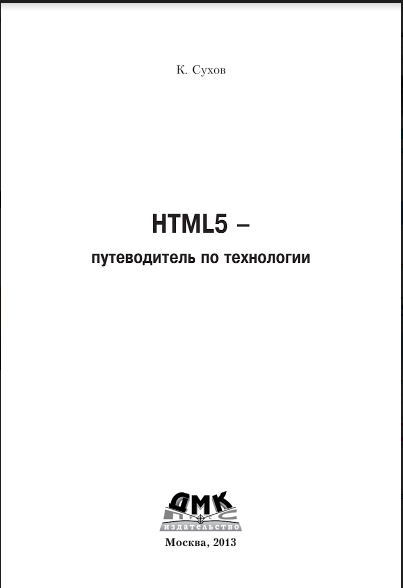 К. Сухов
HTML5 –
путеводитель по технологии
ДМК
ПРЕСС
издательство
Москва, 2013